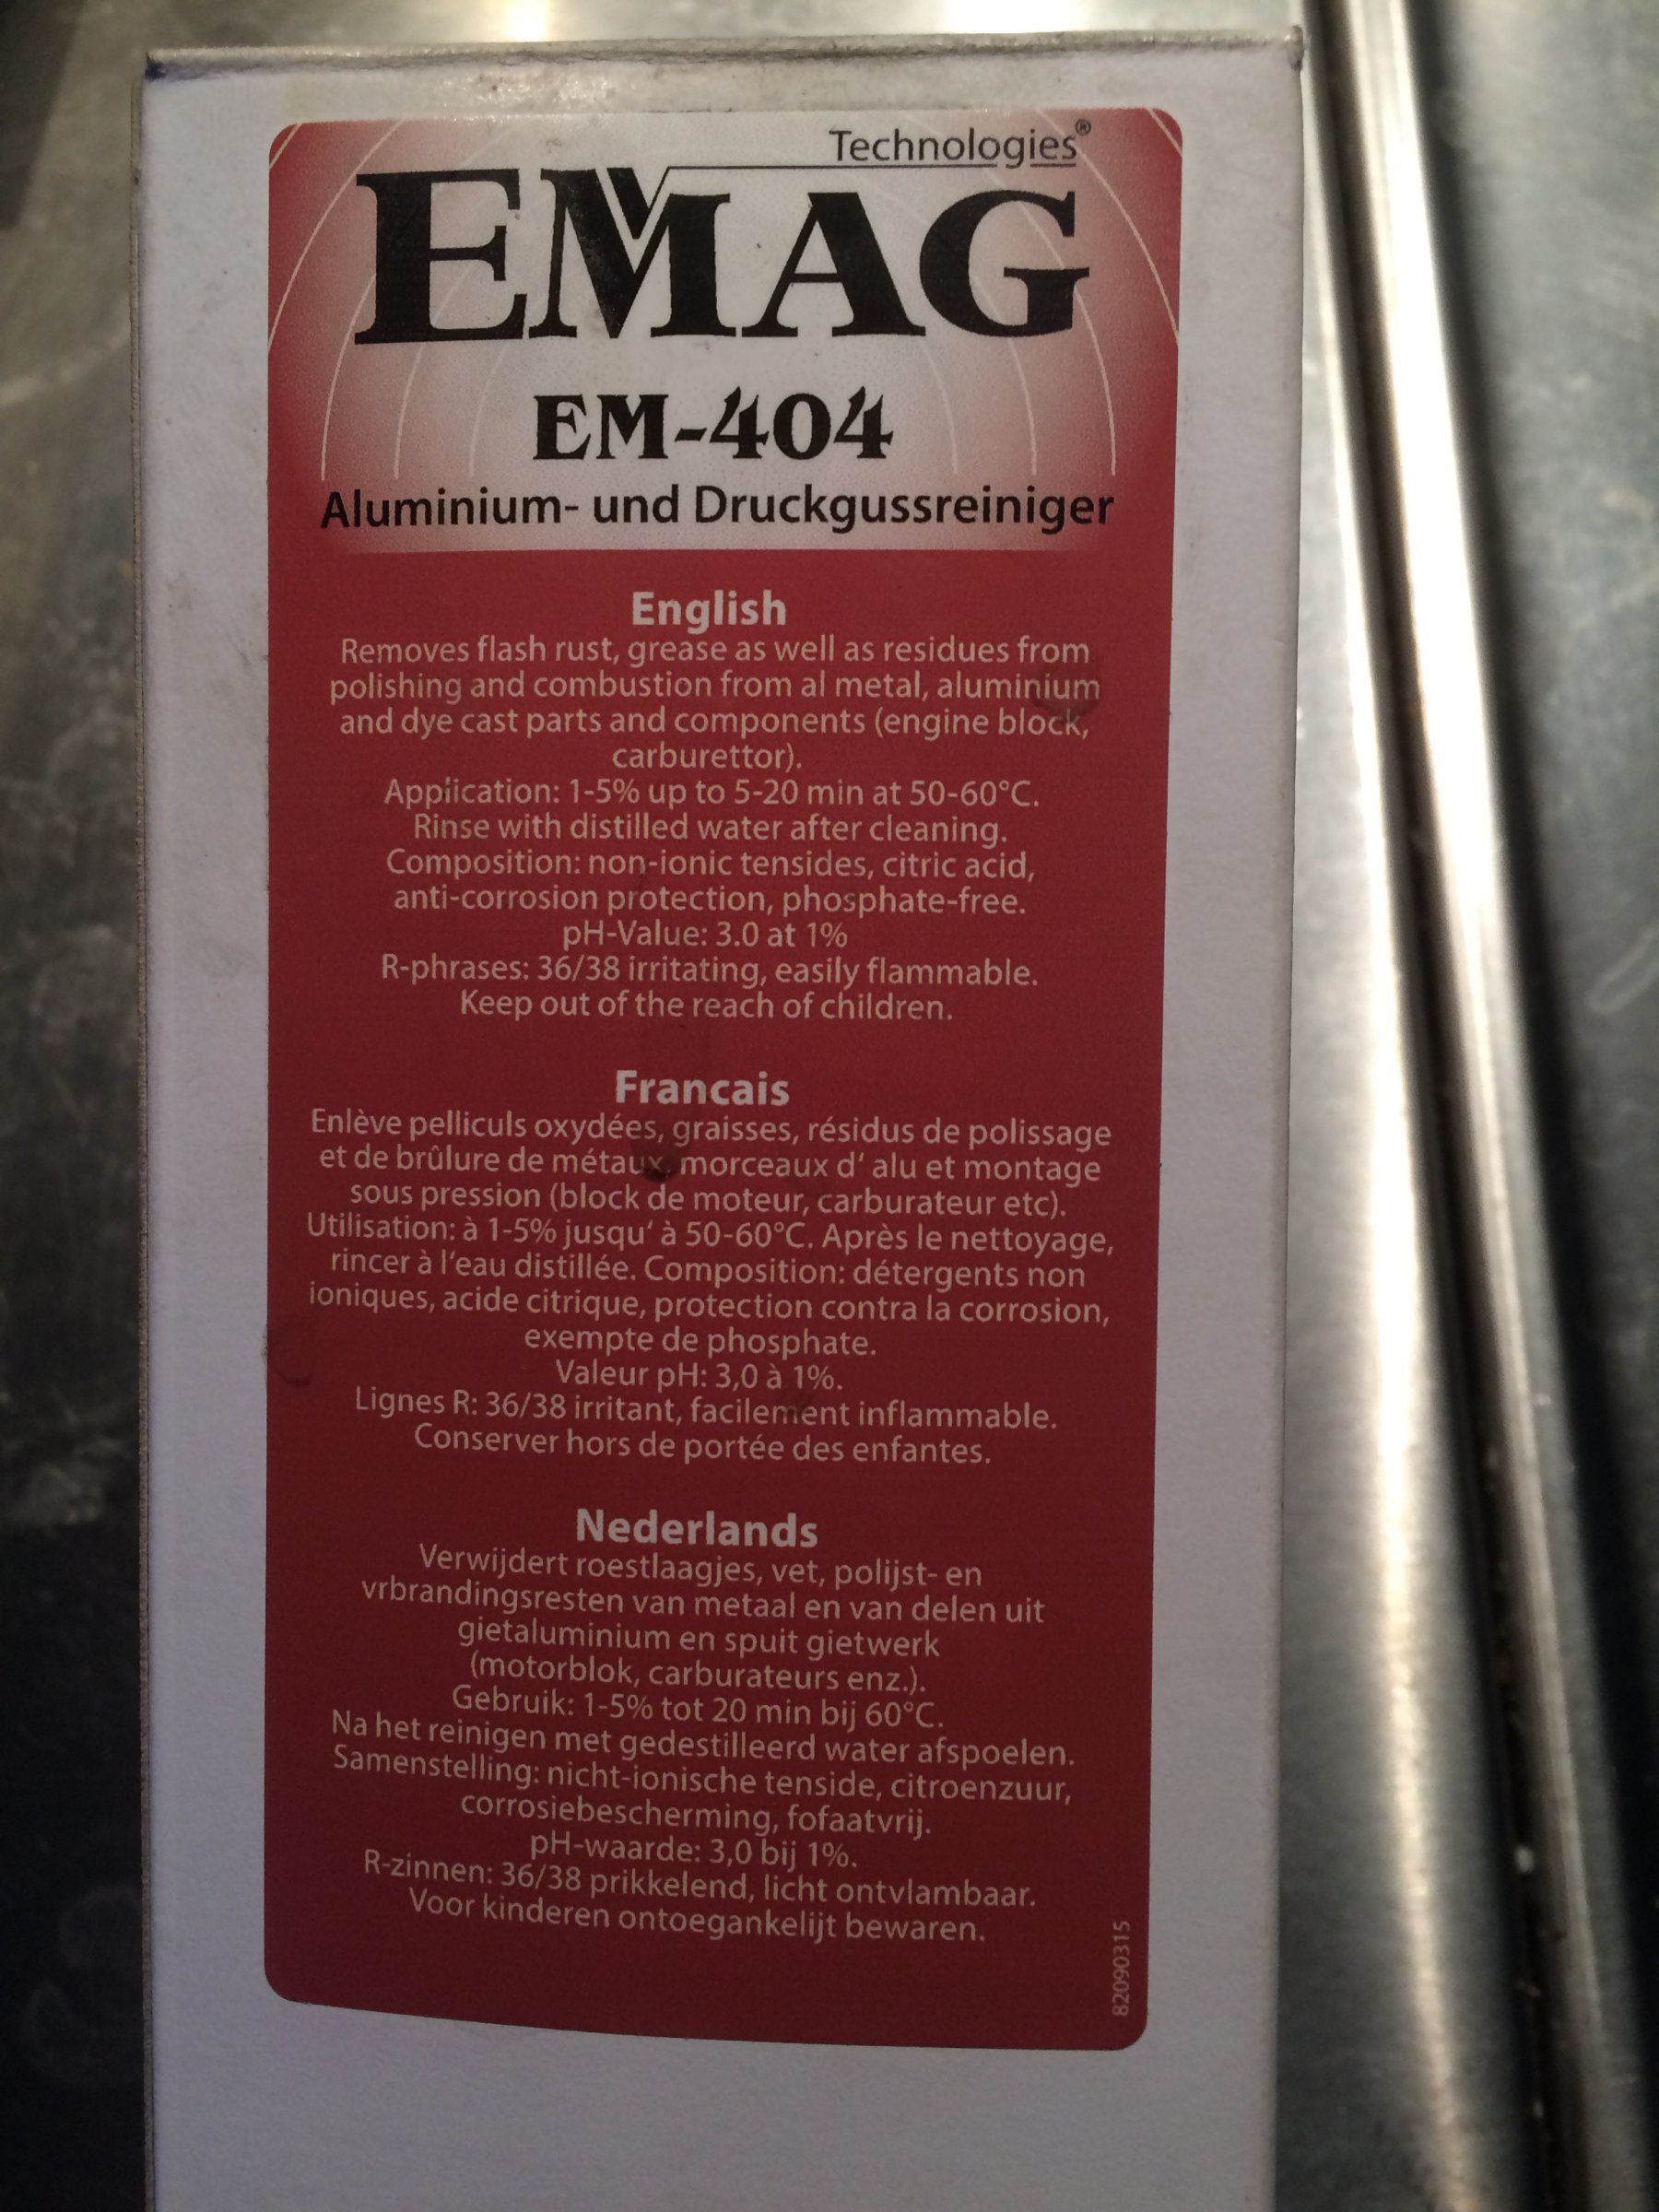 Technologies®
EMAG
EM-404
Aluminium- und Druckgussreiniger
English
Removes flash rust, grease as well as residues from
polishing and combustion from al metal, aluminium
and dye cast parts and components (engine block,
carburettor).
Application: 1-5% up to 5-20 min at 50-60°C.
Rinse with distilled water after cleaning.
Composition: non-ionic tensides, citric acid,
anti-corrosion protection, phosphate-free.
pH-Value: 3.0 at 1%
R-phrases: 36/38 irritating, easily flammable.
Keep out of the reach of children.
Francais
Enlève pelliculs oxydées, graisses, résidus de polissage
et de brûlure de métaux, morceaux d' alu et montage
sous pression (block de moteur, carburateur etc).
Utilisation: à 1-5% jusqu' à 50-60°C. Après le nettoyage,
rincer à l'eau distillée. Composition: détergents non
ioniques, acide citrique, protection contra la corrosion,
exempte de phosphate.
Valeur pH: 3,0 à 1%.
Lignes R: 36/38 irritant, facilement inflammable.
Conserver hors de portée des enfantes.
Nederlands
Verwijdert roestlaagjes, vet, polijst- en
vrbrandingsresten van metaal en van delen uit
gietaluminium en spuit gietwerk
(motorblok, carburateurs enz.).
Gebruik: 1-5% tot 20 min bij 60°C.
Na het reinigen met gedestilleerd water afspoelen.
Samenstelling: nicht-ionische tenside, citroenzuur,
corrosiebescherming, fofaatvrij.
pH-waarde: 3,0 bij 1%.
R-zinnen: 36/38 prikkelend, licht ontvlambaar.
Voor kinderen ontoegankelijt bewaren.
82090315